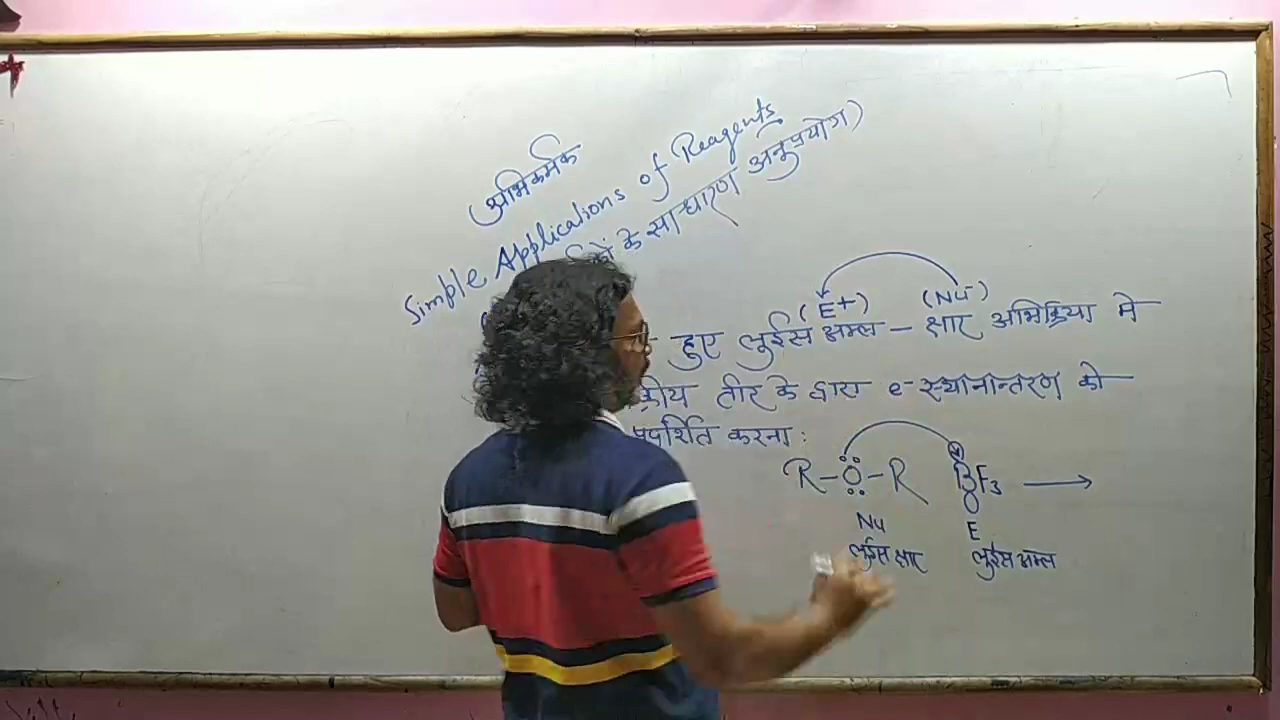 अभिकर्मक
Simple Applications of Reagents
के साधारण अनुप्रयोग)
(E+) (Nu-)
हुए लुईस अम्ल - क्षार अभिक्रिया मे
तीर के द्वारा e- स्थानान्तरण को
प्रदर्शित करना:
R-O-R BF3 →
Nu E
लुईस क्षार लुईस अम्ल